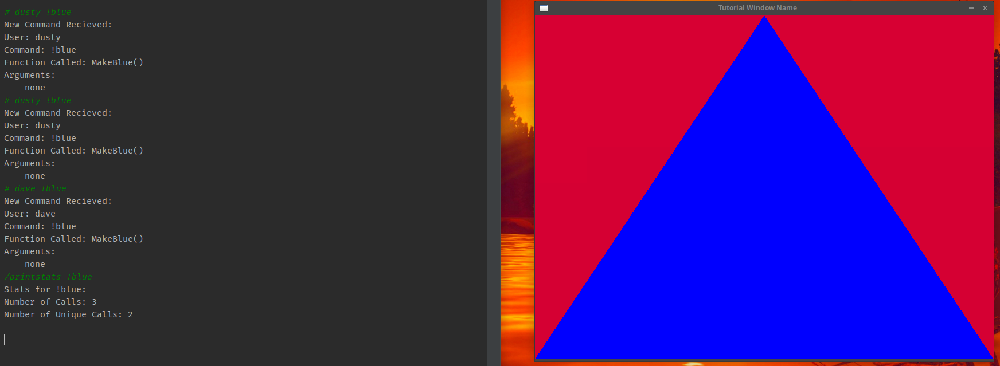 # dusty !blue
New Command Recieved:
User: dusty
Command: !blue
Function Called: MakeBlue()
Arguments:
    none
# dusty !blue
New Command Recieved:
User: dusty
Command: !blue
Function Called: MakeBlue()
Arguments:
    none
# dave !blue
New Command Recieved:
User: dave
Command: !blue
Function Called: MakeBlue()
Arguments:
    none
/printstats !blue
Stats for !blue:
Number of Calls: 3
Number of Unique Calls: 2
Tutorial Window Name